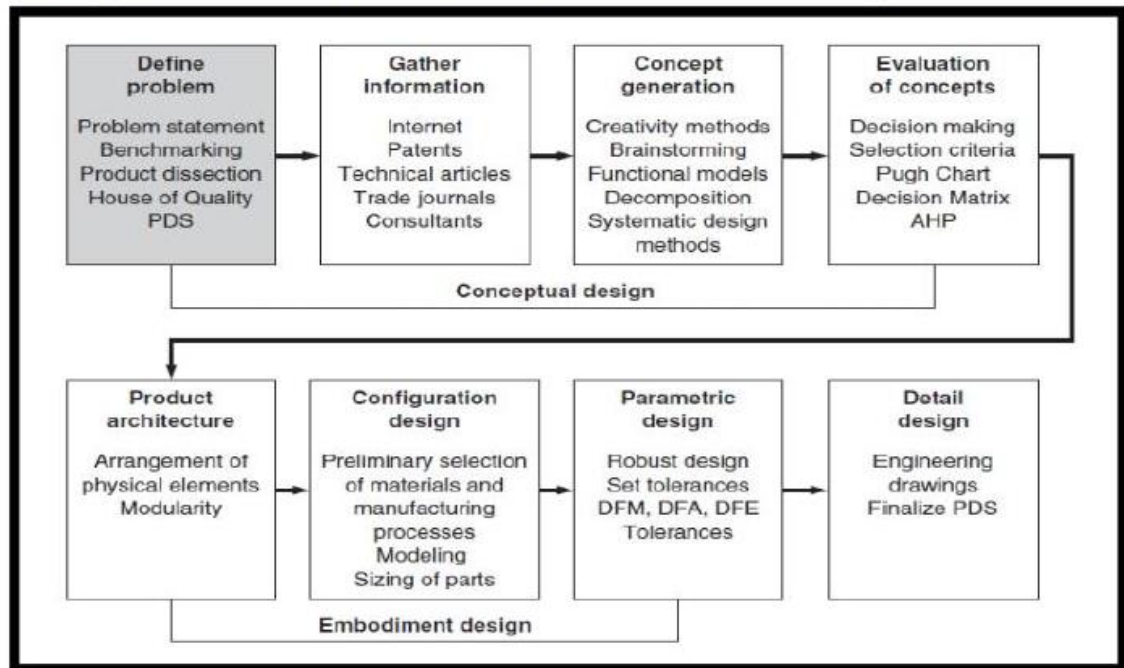 Define
problem
Problem statement
Benchmarking
Product dissection
House of Quality
PDS
Gather
information
Internet
Patents
Technical articles
Trade journals
Consultants
Concept
generation
Creativity methods
Brainstorming
Functional models
Decomposition
Systematic design
methods
Evaluation
of concepts
Decision making
Selection criteria
Pugh Chart
Decision Matrix
AHP
Conceptual design
Product
architecture
Arrangement of
physical elements
Modularity
Configuration
design
Preliminary selection
of materials and
manufacturing
processes
Modeling
Sizing of parts
Parametric
design
Robust design
Set tolerances
DFM, DFA, DFE
Tolerances
Detail
design
Engineering
drawings
Finalize PDS
Embodiment design